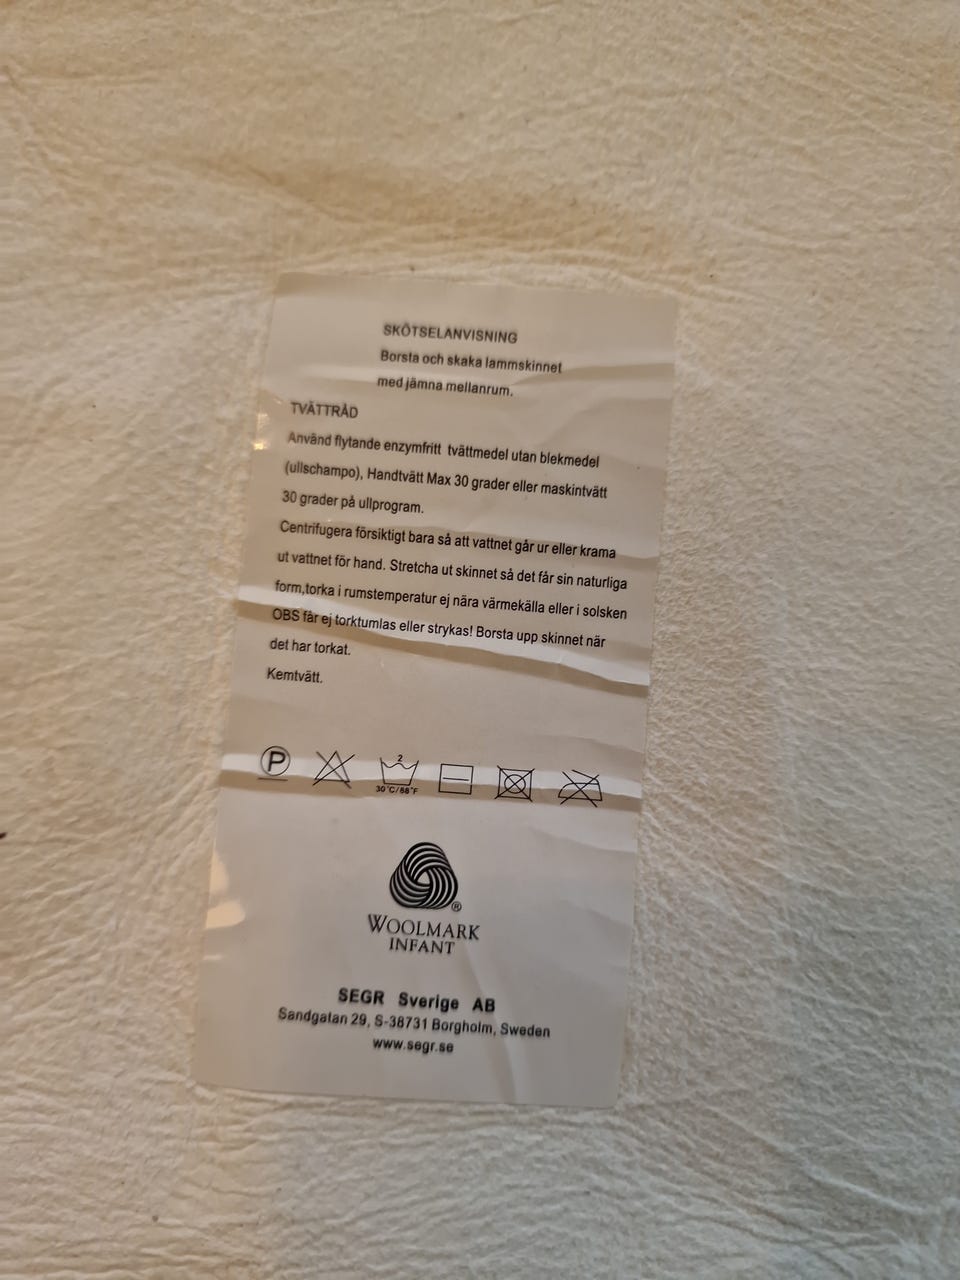 SKÖTSELANVISNING
Borsta och skaka lammskinnet
med jämna mellanrum.
TVÄTTRÅD
Använd flytande enzymfritt tvättmedel utan blekmedel
(ullschampo), Handtvätt Max 30 grader eller maskintvätt
30 grader på ullprogram.
Centrifugera försiktigt bara så att vattnet går ur eller krama
ut vattnet för hand. Stretcha ut skinnet så det får sin naturliga
form,torka i rumstemperatur ej nära värmekälla eller i solsken
OBS får ej torktumlas eller strykas! Borsta upp skinnet när
det har torkat.
Kemtvätt.
P 2
30°C/88°F
WOOLMARK
INFANT
SEGR Sverige AB
Sandgatan 29, S-38731 Borgholm, Sweden
www.segr.se